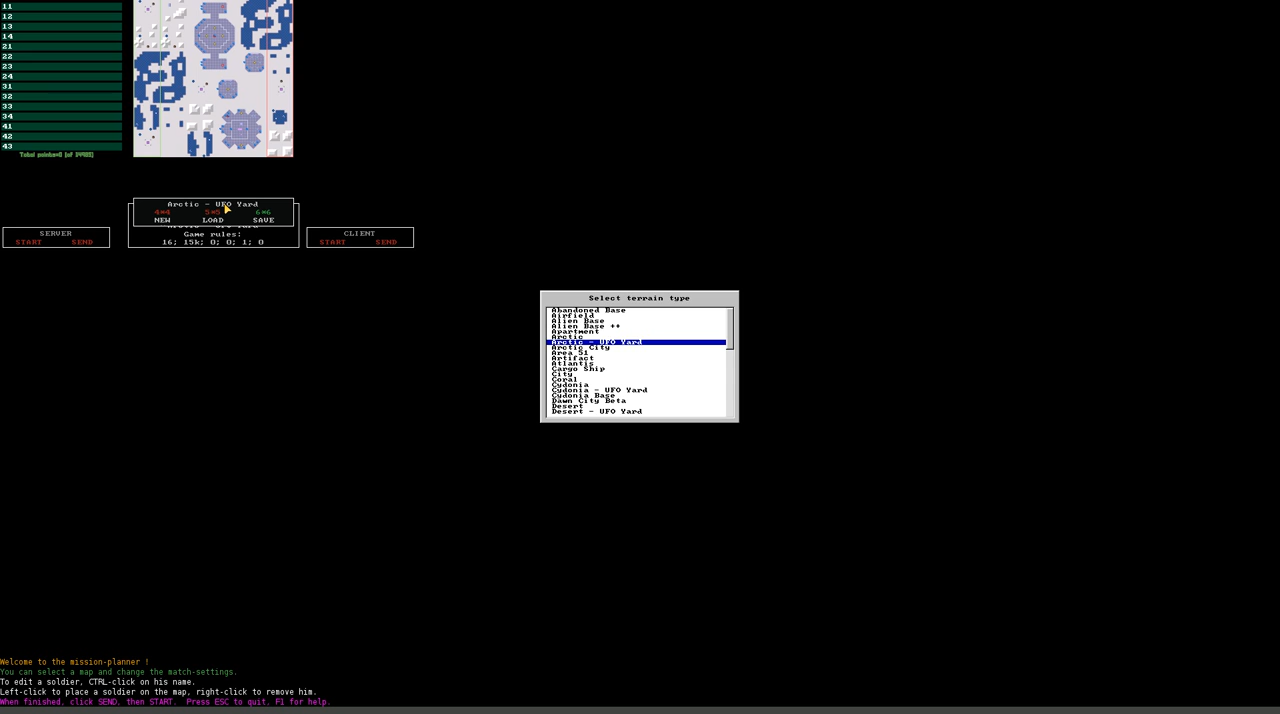 11
12
13
14
21
22
23
24
31
32
33
34
41
42
43
Arctic - UFO Yard
4*4 5*5 6*6
NEW LOAD SAVE
Game rules:
16; 15k; 0; 0; 1; 0
SERVER
START SEND
CLIENT
START SEND
Select terrain type
Abandoned Base
Airfield
Alien Base
Alien Base ++
Apartment
Arctic
Arctic - UFO Yard
Arctic City
Area 51
Artifact
Atlantis
Cargo Ship
City
Coral
Cydonia
Cydonia - UFO Yard
Cydonia Base
Dawn City Beta
Desert
Desert - UFO Yard
Welcome to the mission-planner !
You can select a map and change the match-settings.
To edit a soldier, CTRL-click on his name.
Left-click to place a soldier on the map, right-click to remove him.
When finished, click SEND, then START. Press ESC to quit, F1 for help.